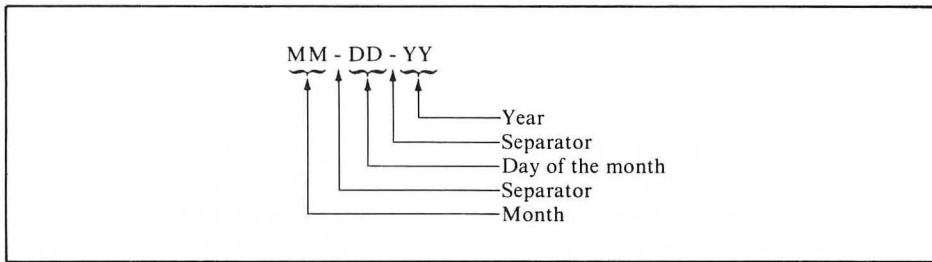 MM - DD - YY
Year
Separator
Day of the month
Separator
Month